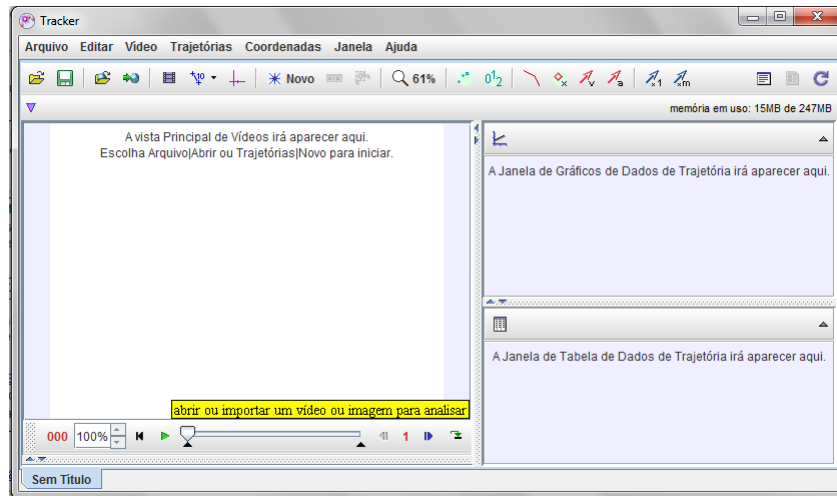 Tracker
Arquivo Editar Vídeo Trajetórias Coordenadas Janela Ajuda
Novo 61% 0¹2 v a x1 xm
memória em uso: 15MB de 247MB
A vista Principal de Vídeos irá aparecer aqui.
Escolha Arquivo|Abrir ou Trajetórias|Novo para iniciar.
A Janela de Gráficos de Dados de Trajetória irá aparecer aqui.
A Janela de Tabela de Dados de Trajetória irá aparecer aqui.
abrir ou importar um vídeo ou imagem para analisar
000 100% 1
Sem Título